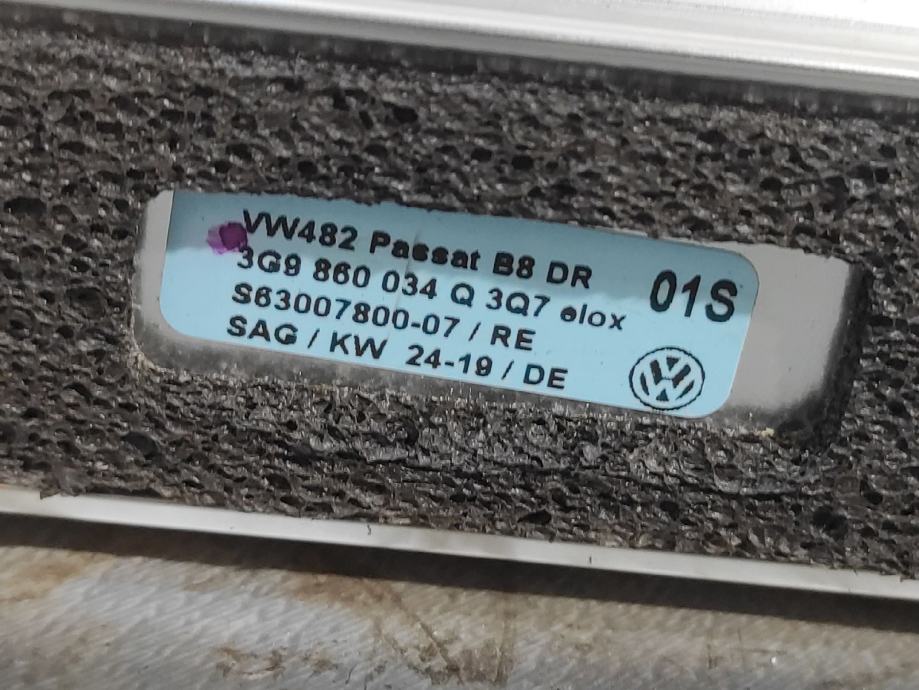 VW482 Passat B8 DR 01S
3G9 860 034 Q 3Q7 elox
S63007800-07 / RE
SAG / KW 24-19 / DE